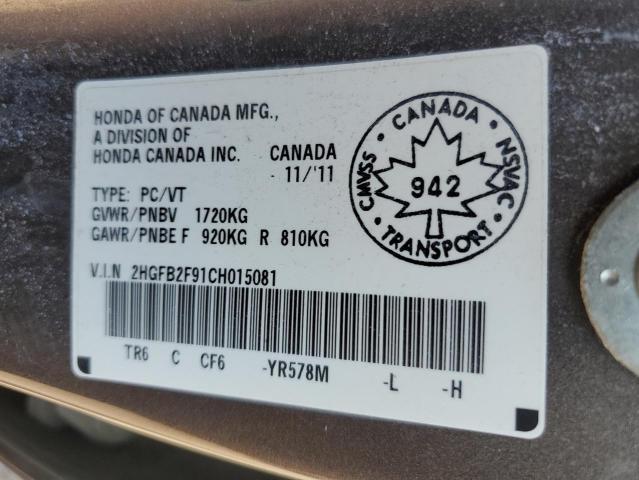 HONDA OF CANADA MFG.,
A DIVISION OF
HONDA CANADA INC. CANADA
- 11/'11
TYPE: PC/VT
GVWR/PNBV 1720KG
GAWR/PNBE F 920KG R 810KG
V.I.N 2HGFB2F91CH015081
TR6 C CF6 -YR578M -L -H
• CANADA •
CMVSS NSVAC
942
• TRANSPORT •